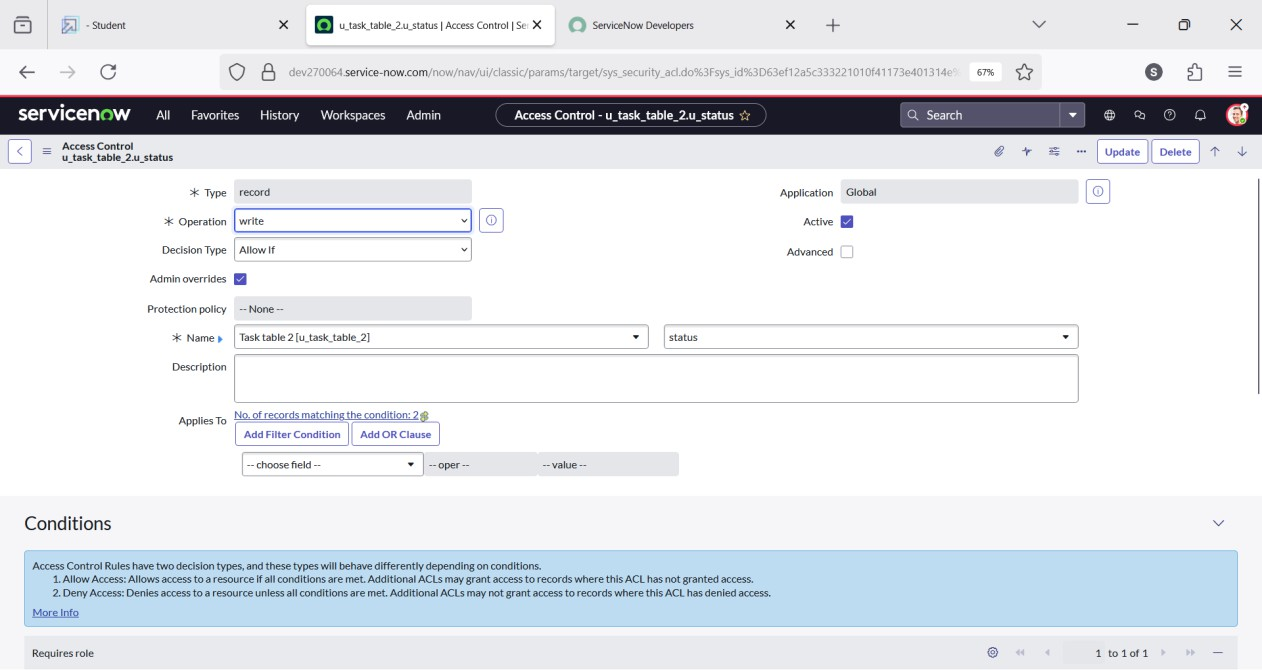 - Student
u_task_table_2.u_status | Access Control | Ser
ServiceNow Developers
dev270064.service-now.com/now/nav/ui/classic/params/target/sys_security_acl.do%3Fsys_id%3D63ef12a5c333221010f41173e401314e%
67%
S
servicenow
All
Favorites
History
Workspaces
Admin
Access Control - u_task_table_2.u_status
Search
Access Control
u_task_table_2.u_status
Update
Delete
Type
record
Application
Global
Operation
write
Active
Decision Type
Allow If
Advanced
Admin overrides
Protection policy
-- None --
Name
Task table 2 [u_task_table_2]
status
Description
Applies To
No. of records matching the condition: 2
Add Filter Condition
Add OR Clause
-- choose field --
-- oper --
-- value --
Conditions
Access Control Rules have two decision types, and these types will behave differently depending on conditions.
1. Allow Access: Allows access to a resource if all conditions are met. Additional ACLs may grant access to records where this ACL has not granted access.
2. Deny Access: Denies access to a resource unless all conditions are met. Additional ACLs may not grant access to records where this ACL has denied access.
More Info
Requires role
1 to 1 of 1